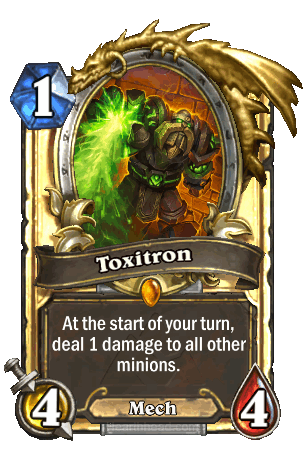 1
Toxitron
At the start of your turn,
deal 1 damage to all other
minions.
4
Mech
4